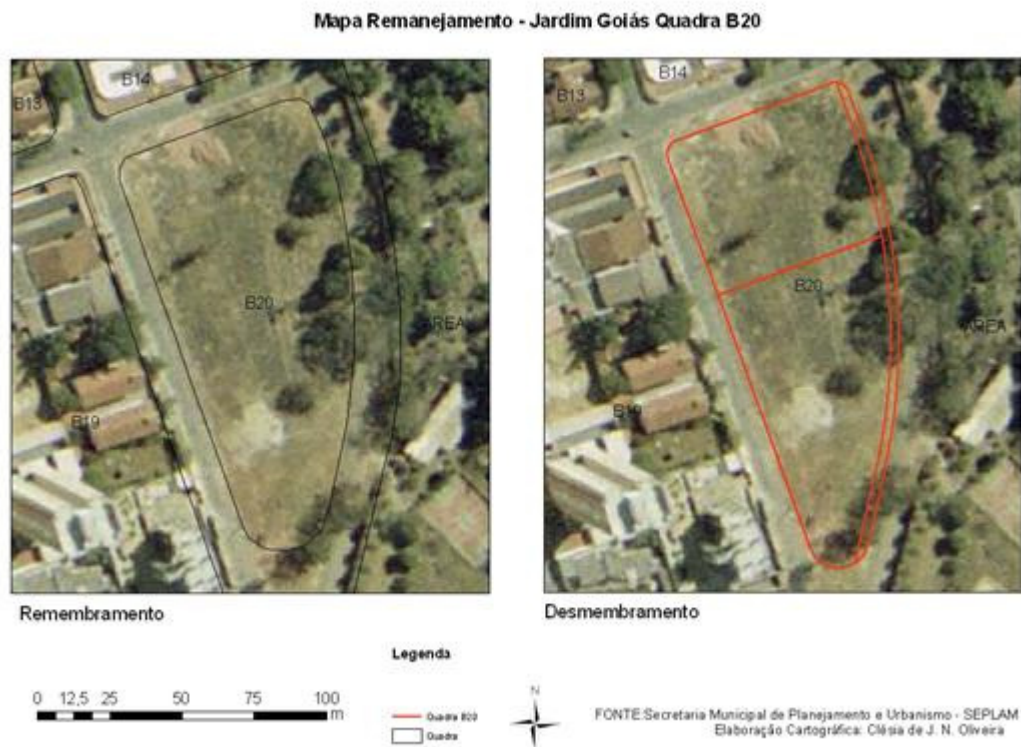 Mapa Remanejamento - Jardim Goiás Quadra B20
B14
B13
B20
AREA
B19
B14
B13
B20
AREA
B19
Remembramento
Desmembramento
Legenda
0 12,5 25 50 75 100
m
Quadra B20
Quadra
N
FONTE:Secretaria Municipal de Planejamento e Urbanismo - SEPLAM
Elaboração Cartográfica: Clésia de J. N. Oliveira